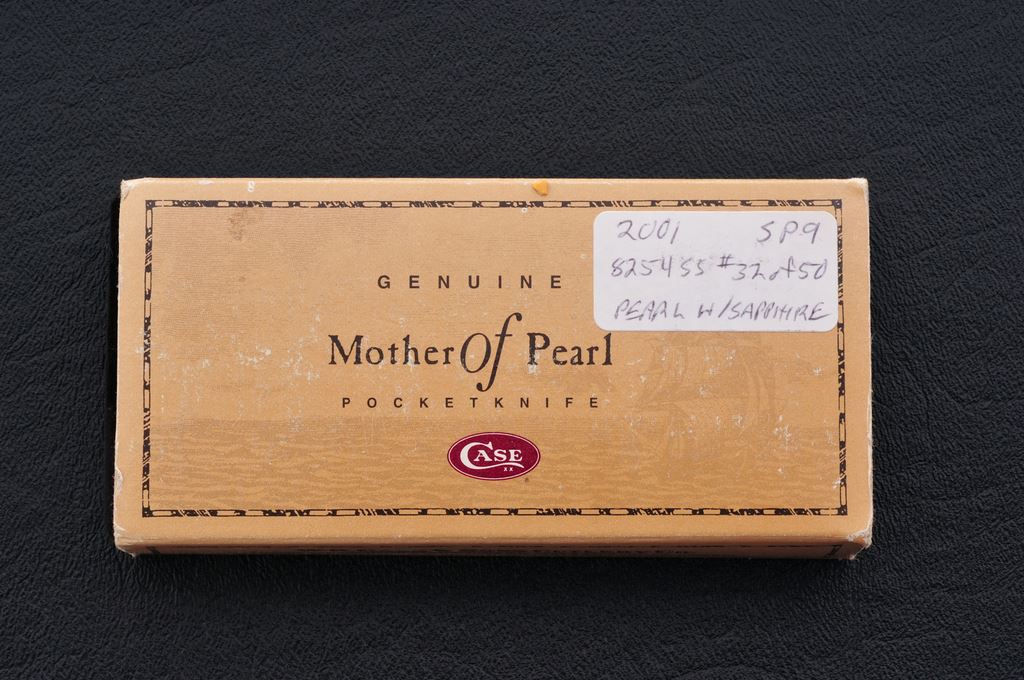 2001 SP9
825455 #32 of 50
PEARL W/SAPPHIRE
GENUINE
Mother Of Pearl
POCKETKNIFE
CASE
XX